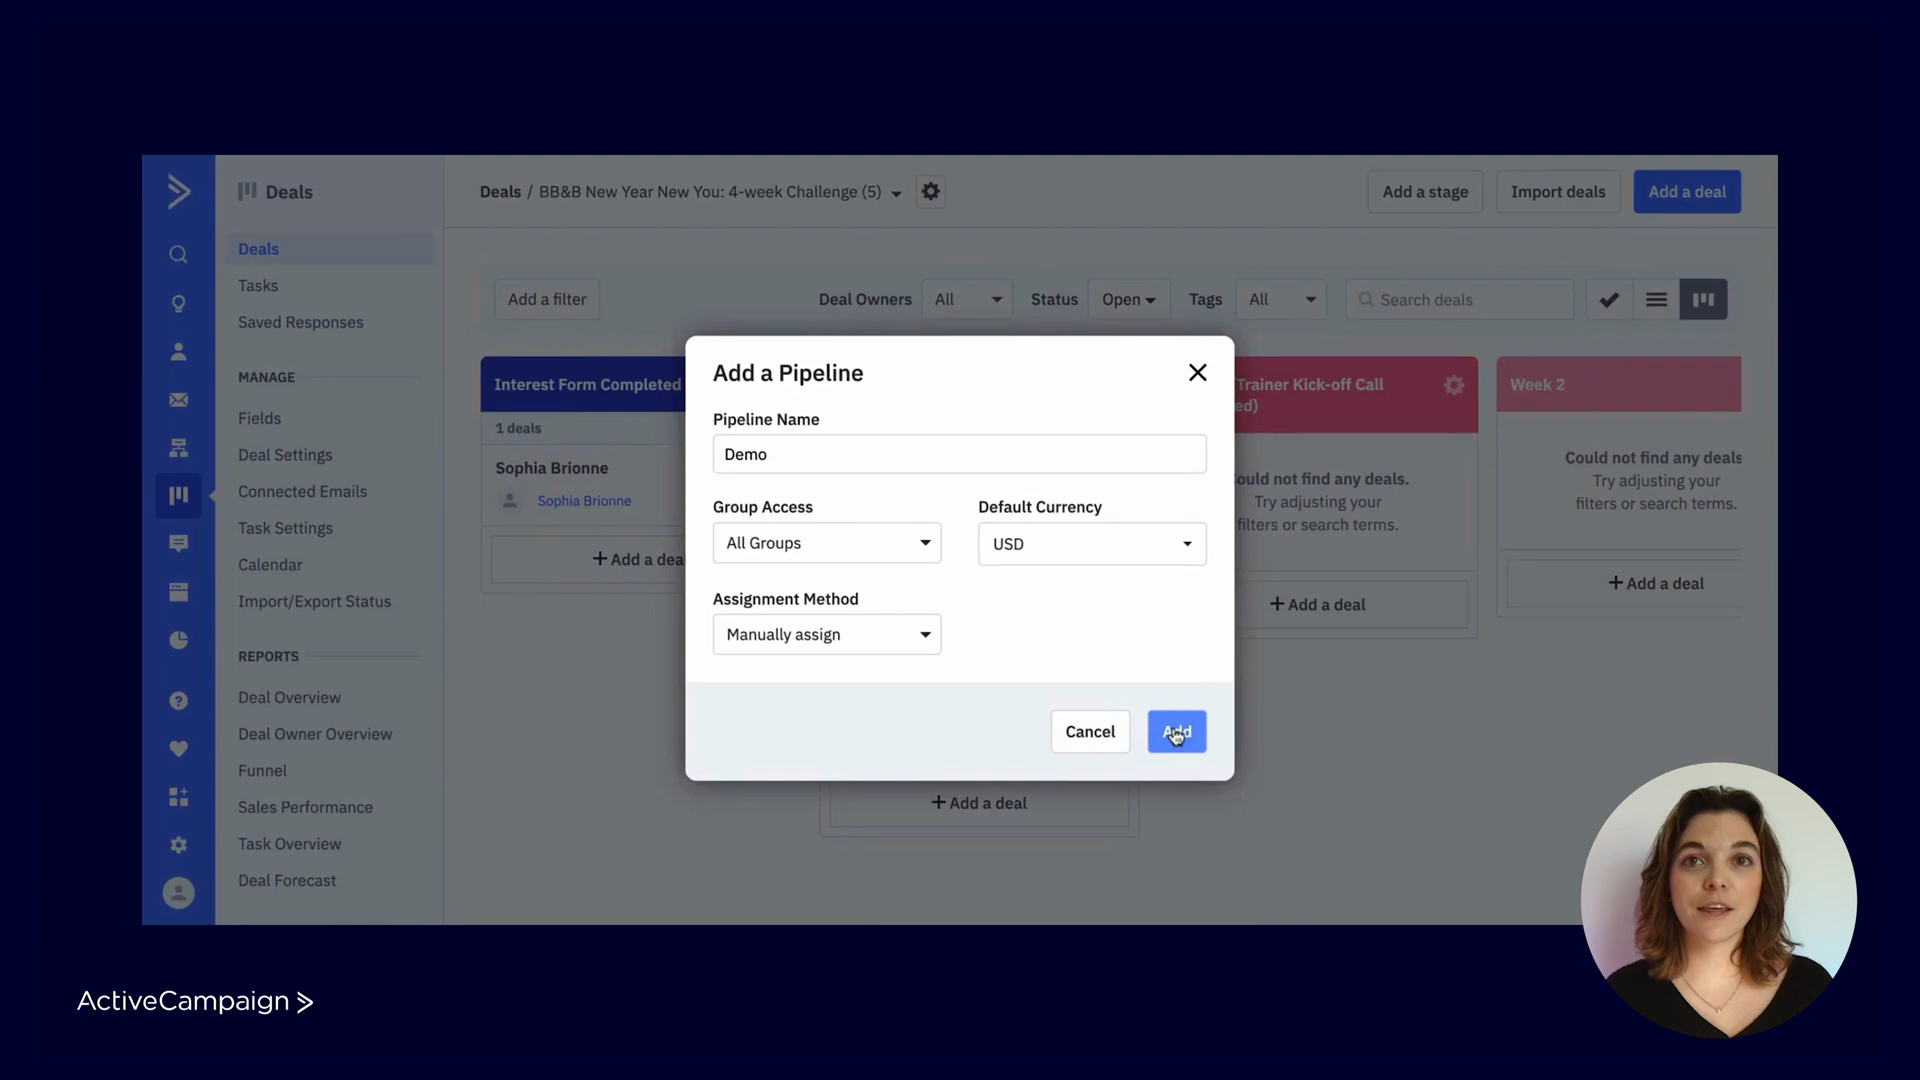 Deals
Deals / BB&B New Year New You: 4-week Challenge (5)
Add a stage
Import deals
Add a deal
Deals
Tasks
Saved Responses
MANAGE
Fields
Deal Settings
Connected Emails
Task Settings
Calendar
Import/Export Status
REPORTS
Deal Overview
Deal Owner Overview
Funnel
Sales Performance
Task Overview
Deal Forecast
Add a filter
Deal Owners
All
Status
Open
Tags
All
Search deals
Interest Form Completed
1 deals
Sophia Brionne
Sophia Brionne
+ Add a dea
Add a Pipeline
Pipeline Name
Demo
Group Access
All Groups
Default Currency
USD
Assignment Method
Manually assign
Cancel
Add
+ Add a deal
Trainer Kick-off Call
ed)
ould not find any deals.
Try adjusting your
filters or search terms.
+ Add a deal
Week 2
Could not find any deals
Try adjusting your
filters or search terms.
+ Add a deal
ActiveCampaign >